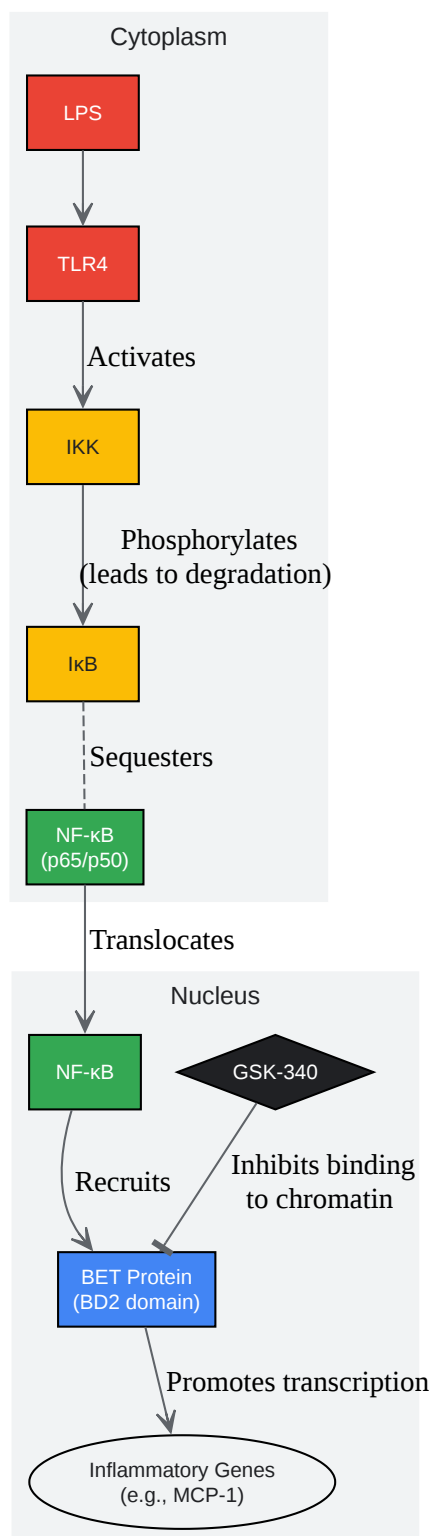 Cytoplasm
LPS
TLR4
Activates
IKK
Phosphorylates
(leads to degradation)
IκB
Sequesters
NF-κB
(p65/p50)
Translocates
Nucleus
NF-κB
GSK-340
Recruits
Inhibits binding
to chromatin
BET Protein
(BD2 domain)
Promotes transcription
Inflammatory Genes
(e.g., MCP-1)